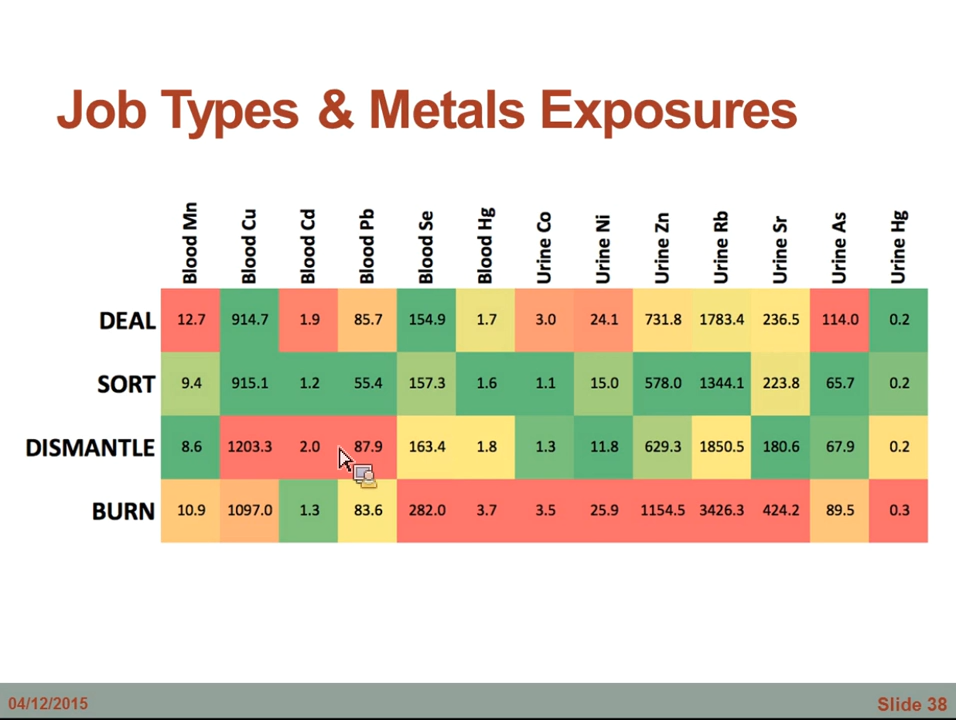 Job Types & Metals Exposures
Blood Mn Blood Cu Blood Cd Blood Pb Blood Se Blood Hg Urine Co Urine Ni Urine Zn Urine Rb Urine Sr Urine As Urine Hg
DEAL 12.7 914.7 1.9 85.7 154.9 1.7 3.0 24.1 731.8 1783.4 236.5 114.0 0.2
SORT 9.4 915.1 1.2 55.4 157.3 1.6 1.1 15.0 578.0 1344.1 223.8 65.7 0.2
DISMANTLE 8.6 1203.3 2.0 87.9 163.4 1.8 1.3 11.8 629.3 1850.5 180.6 67.9 0.2
BURN 10.9 1097.0 1.3 83.6 282.0 3.7 3.5 25.9 1154.5 3426.3 424.2 89.5 0.3
04/12/2015 Slide 38